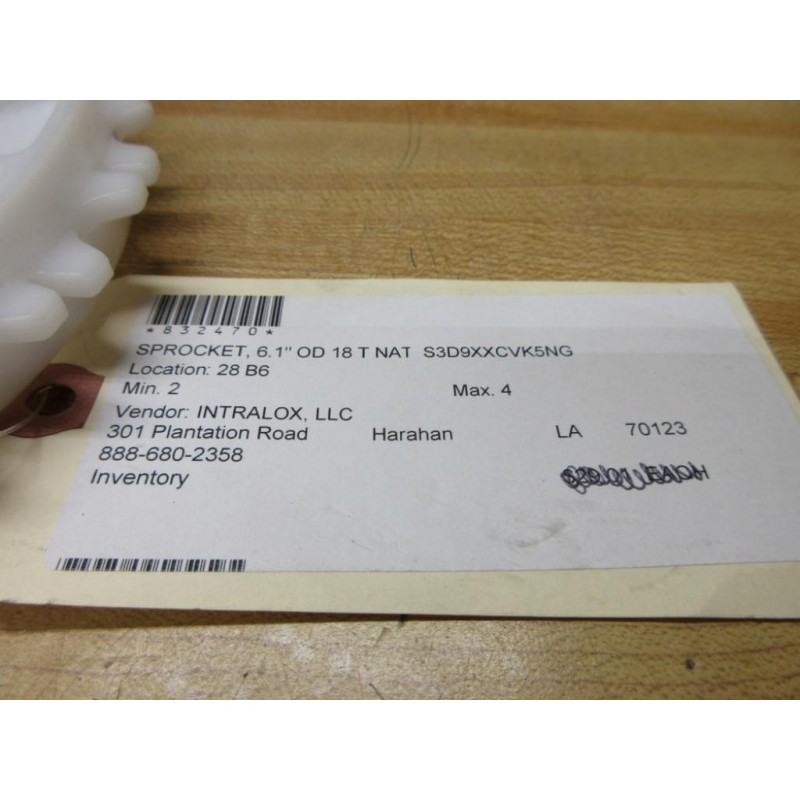 *832470*
SPROCKET, 6.1" OD 18 T NAT S3D9XXCVK5NG
Location: 28 B6
Min. 2 Max. 4
Vendor: INTRALOX, LLC
301 Plantation Road Harahan LA 70123
888-680-2358
Inventory